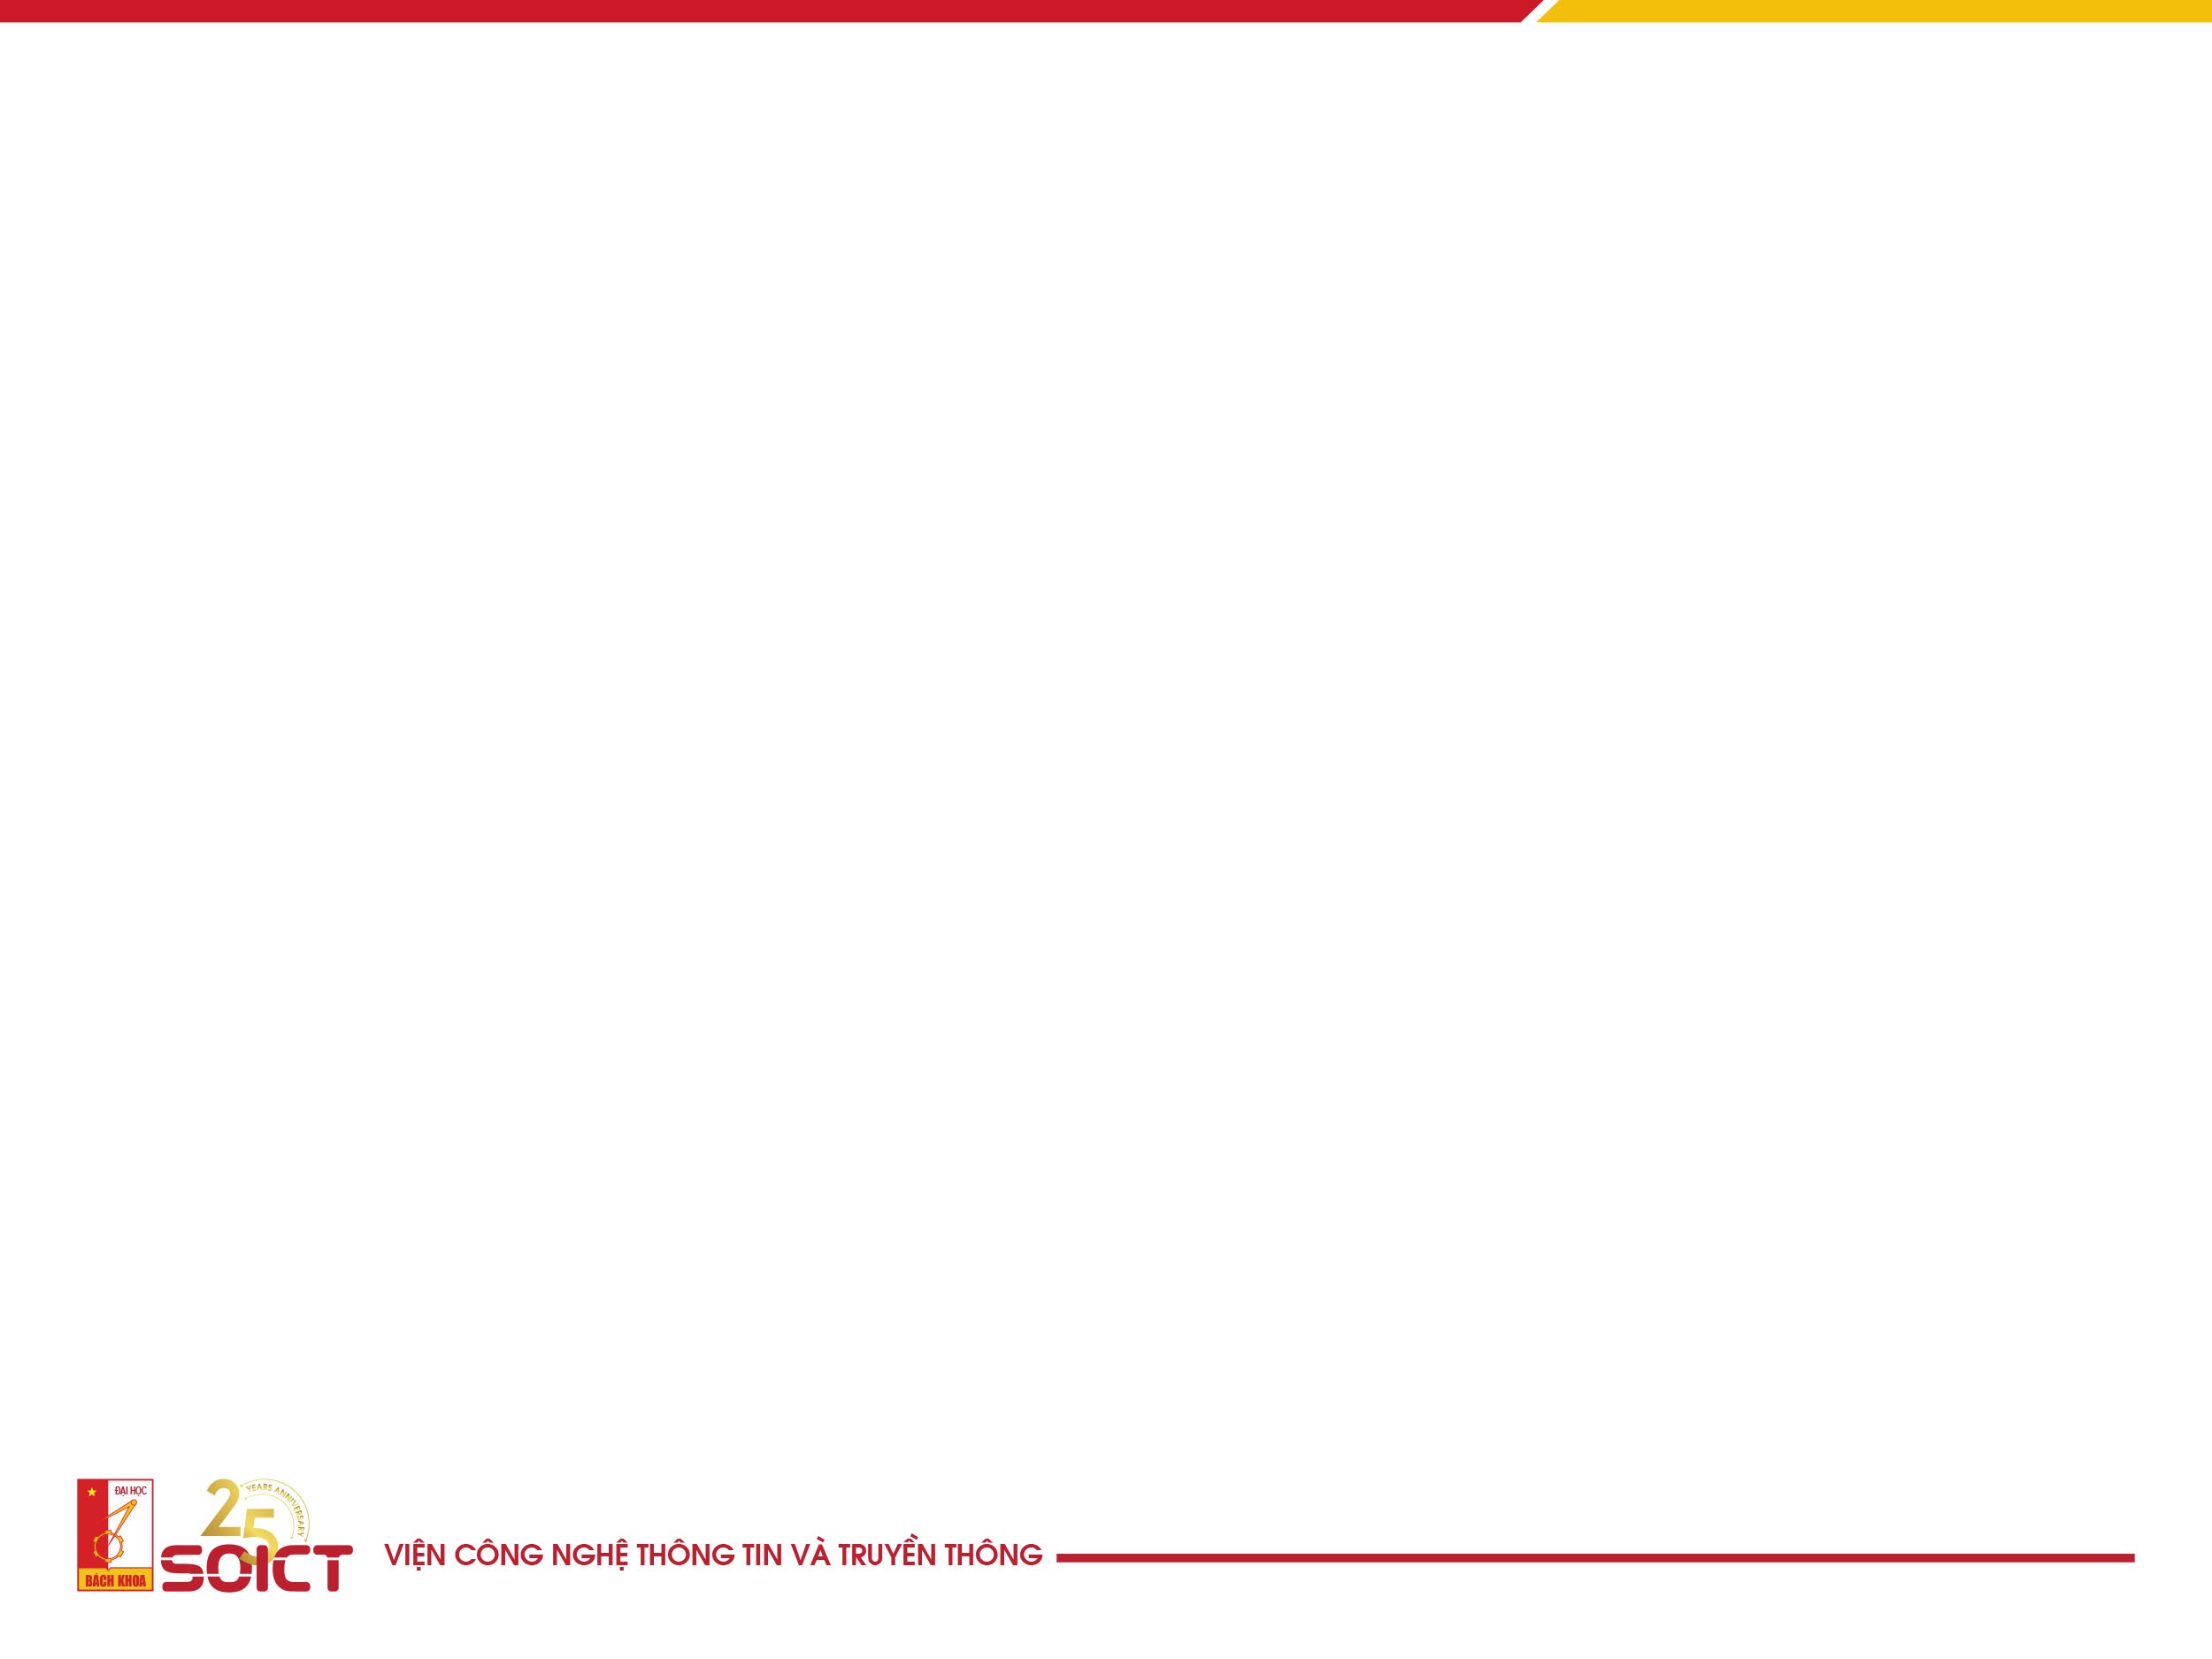 ĐẠI HỌC
BÁCH KHOA
25
YEARS ANNIVERSARY
SOICT
VIỆN CÔNG NGHỆ THÔNG TIN VÀ TRUYỀN THÔNG